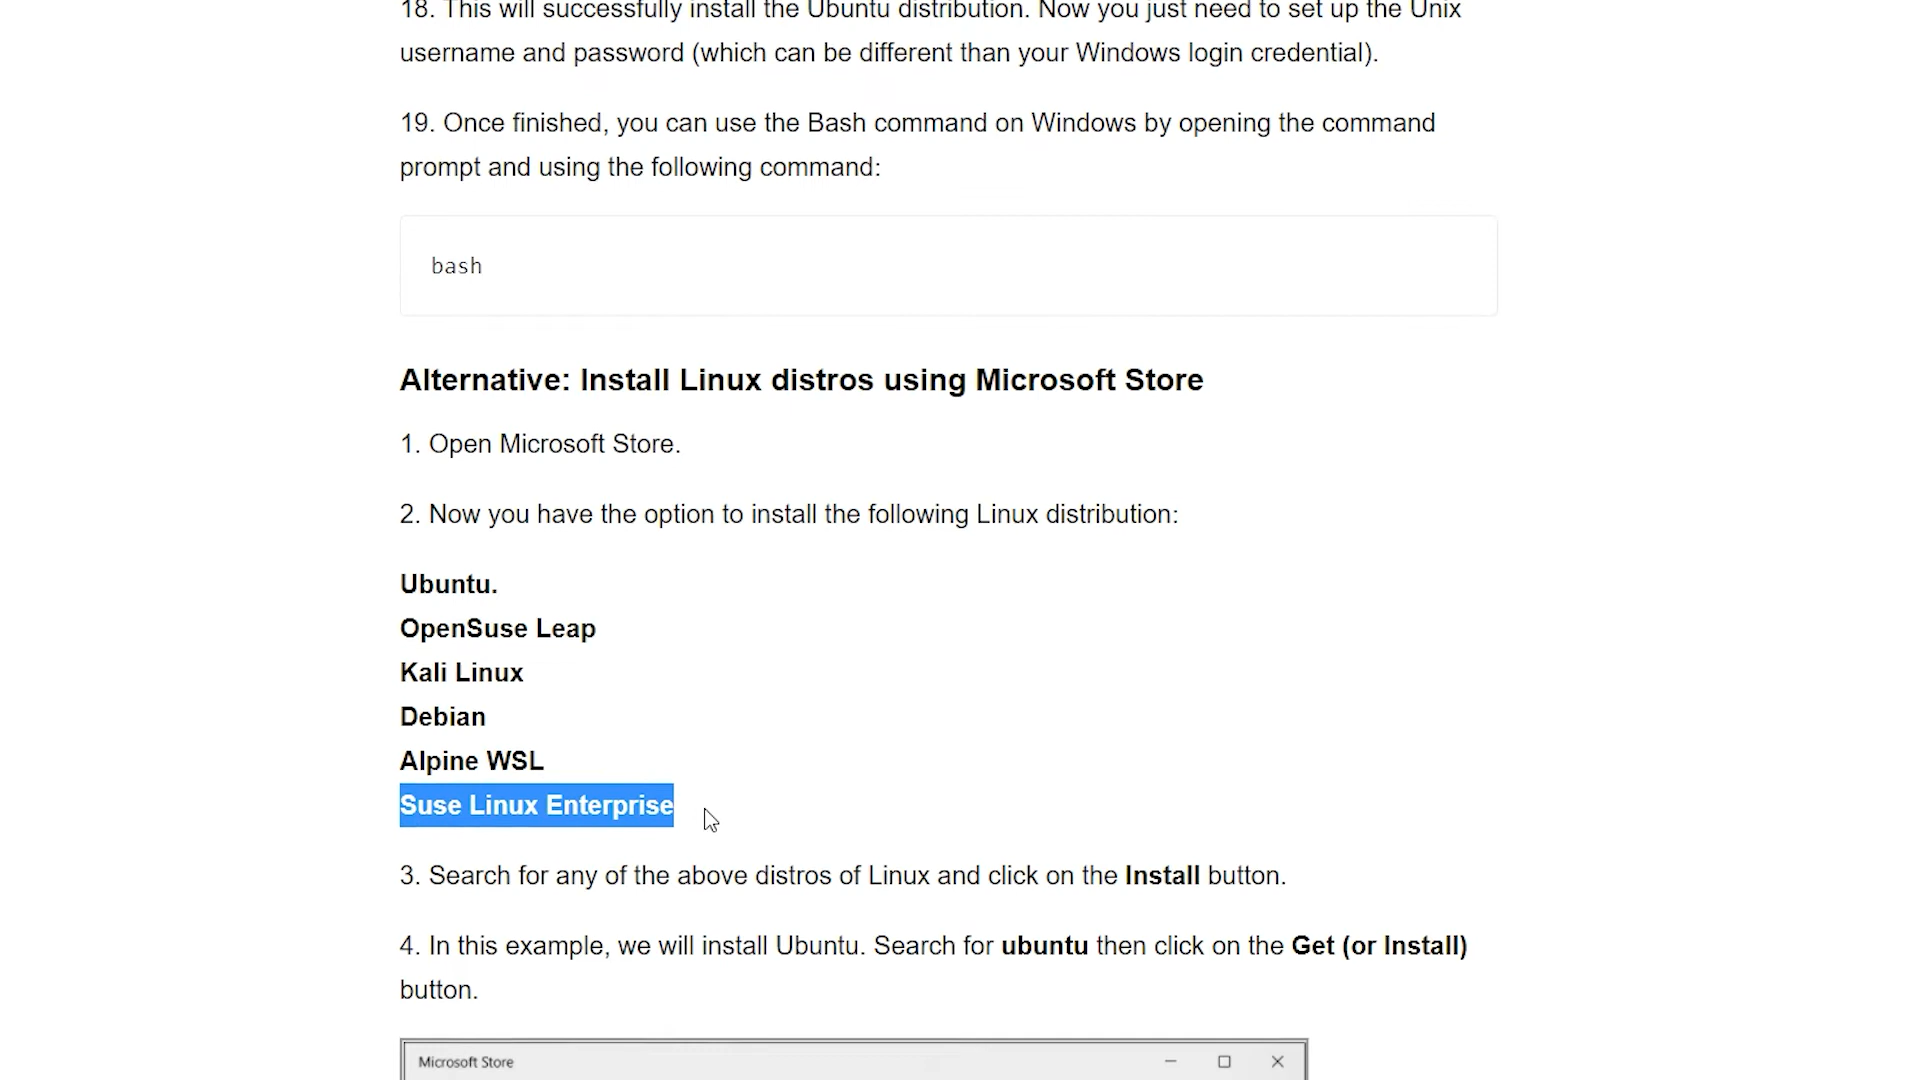 18. This will successfully install the Ubuntu distribution. Now you just need to set up the Unix
username and password (which can be different than your Windows login credential).
19. Once finished, you can use the Bash command on Windows by opening the command
prompt and using the following command:
bash
Alternative: Install Linux distros using Microsoft Store
1. Open Microsoft Store.
2. Now you have the option to install the following Linux distribution:
Ubuntu.
OpenSuse Leap
Kali Linux
Debian
Alpine WSL
Suse Linux Enterprise
3. Search for any of the above distros of Linux and click on the Install button.
4. In this example, we will install Ubuntu. Search for ubuntu then click on the Get (or Install)
button.
Microsoft Store